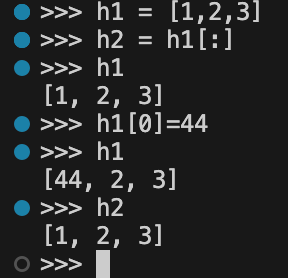 >>> h1 = [1,2,3]
>>> h2 = h1[:]
>>> h1
[1, 2, 3]
>>> h1[0]=44
>>> h1
[44, 2, 3]
>>> h2
[1, 2, 3]
>>>